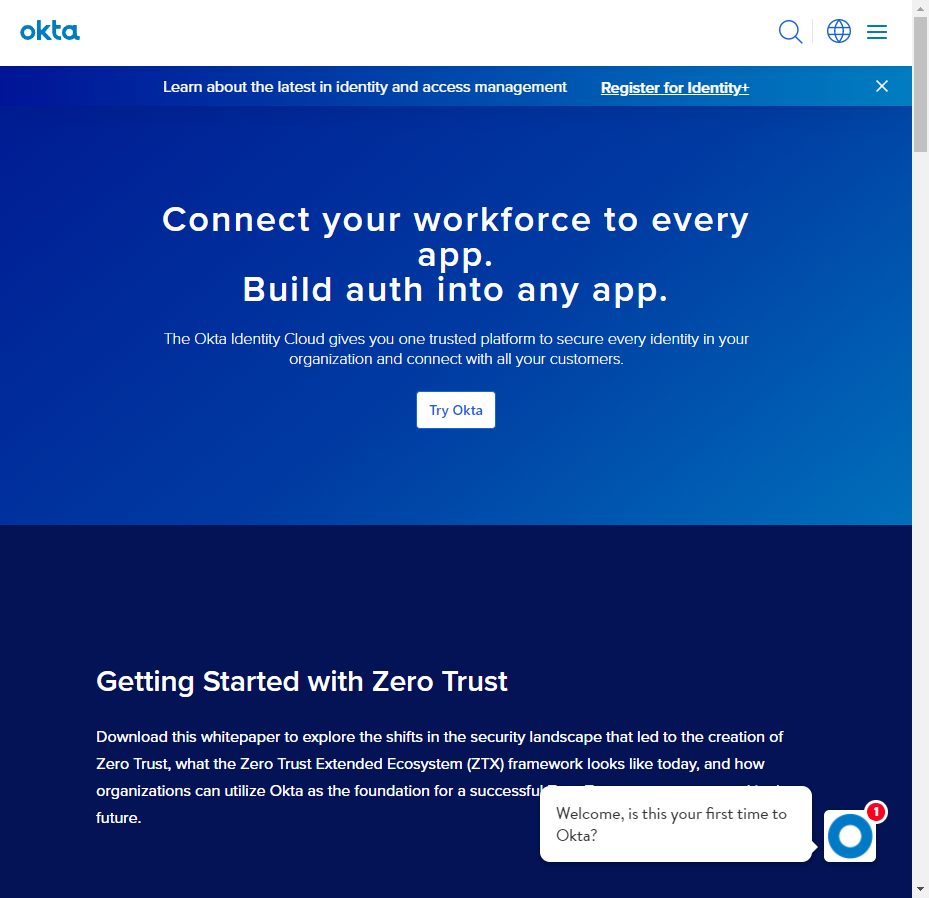 okta
Learn about the latest in identity and access management Register for Identity+
Connect your workforce to every
app.
Build auth into any app.
The Okta Identity Cloud gives you one trusted platform to secure every identity in your
organization and connect with all your customers.
Try Okta
Getting Started with Zero Trust
Download this whitepaper to explore the shifts in the security landscape that led to the creation of
Zero Trust, what the Zero Trust Extended Ecosystem (ZTX) framework looks like today, and how
organizations can utilize Okta as the foundation for a successful
future.
Welcome, is this your first time to
Okta?
1